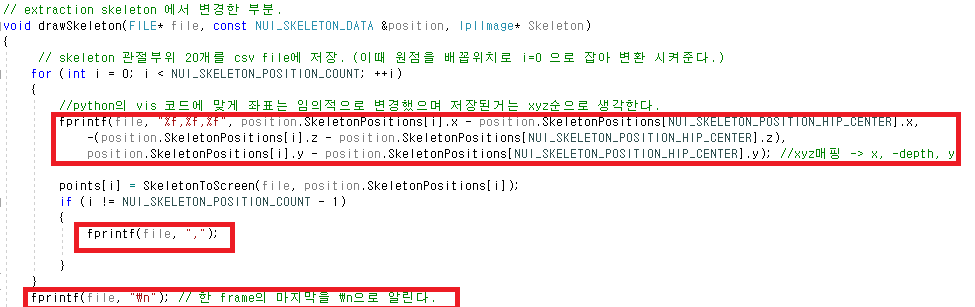 // extraction skeleton 에서 변경한 부분.
void drawSkeleton(FILE* file, const NUI_SKELETON_DATA &position, IplImage* Skeleton)
{
// skeleton 관절부위 20개를 csv file에 저장.(이때 원점을 배꼽위치로 i=0 으로 잡아 변환 시켜준다.)
for (int i = 0; i < NUI_SKELETON_POSITION_COUNT; ++i)
{
//python의 vis 코드에 맞게 좌표는 임의적으로 변경했으며 저장된거는 xyz순으로 생각한다.
fprintf(file, "%f,%f,%f", position.SkeletonPositions[i].x - position.SkeletonPositions[NUI_SKELETON_POSITION_HIP_CENTER].x,
-(position.SkeletonPositions[i].z - position.SkeletonPositions[NUI_SKELETON_POSITION_HIP_CENTER].z),
position.SkeletonPositions[i].y - position.SkeletonPositions[NUI_SKELETON_POSITION_HIP_CENTER].y); //xyz매핑 -> x, -depth, y
points[i] = SkeletonToScreen(file, position.SkeletonPositions[i]);
if (i != NUI_SKELETON_POSITION_COUNT - 1)
{
fprintf(file, ",");
}
}
fprintf(file, "₩n"); // 한 frame의 마지막을 ₩n으로 알린다.